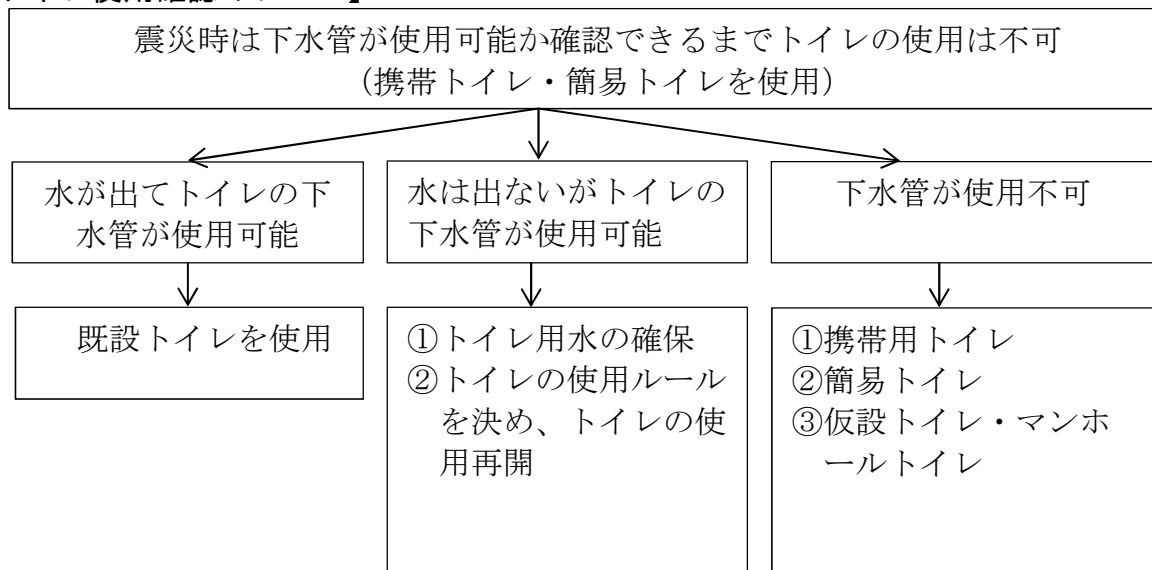 震災時は下水管が使用可能か確認できるまでトイレの使用は不可
（携帯トイレ・簡易トイレを使用）
水が出てトイレの下
水管が使用可能
水は出ないがトイレの
下水管が使用可能
下水管が使用不可
既設トイレを使用
①トイレ用水の確保
②トイレの使用ルール
を決め、トイレの使
用再開
①携帯用トイレ
②簡易トイレ
③仮設トイレ・マンホ
ールトイレ